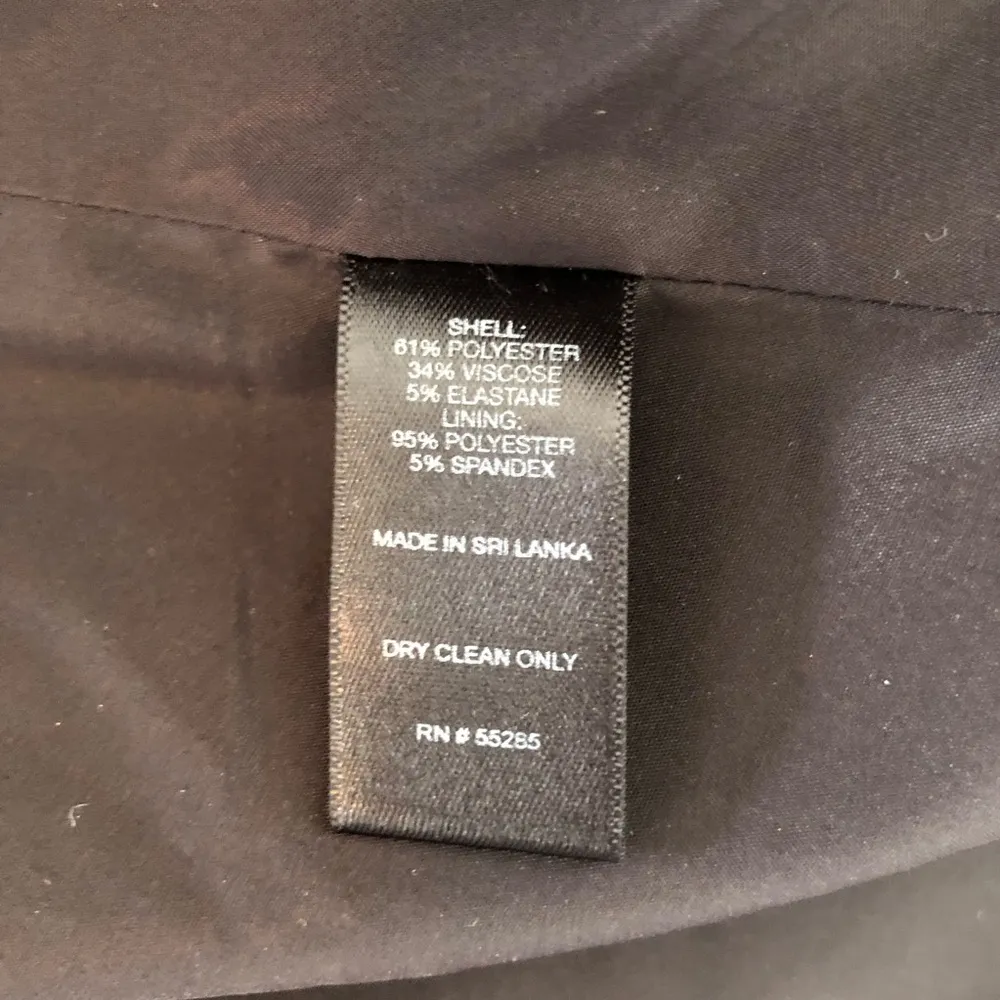 SHELL:
61% POLYESTER
34% VISCOSE
5% ELASTANE
LINING:
95% POLYESTER
5% SPANDEX
MADE IN SRI LANKA
DRY CLEAN ONLY
RN # 55285